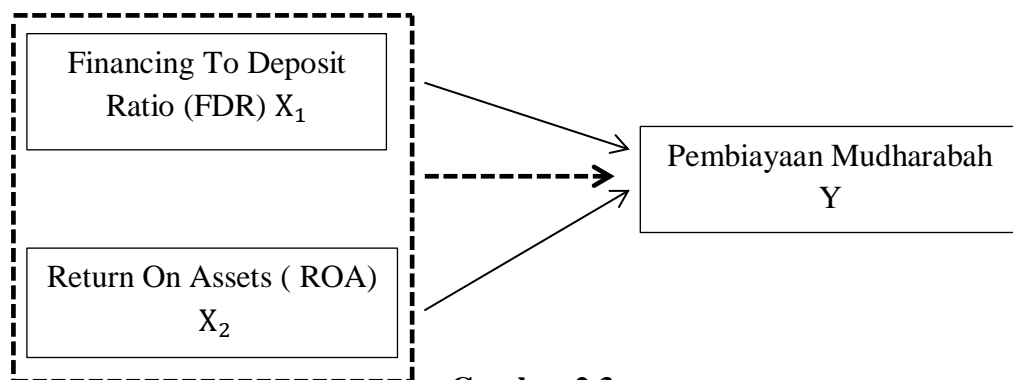 Financing To Deposit
Ratio (FDR) X₁
Pembiayaan Mudharabah
Y
Return On Assets ( ROA)
X₂